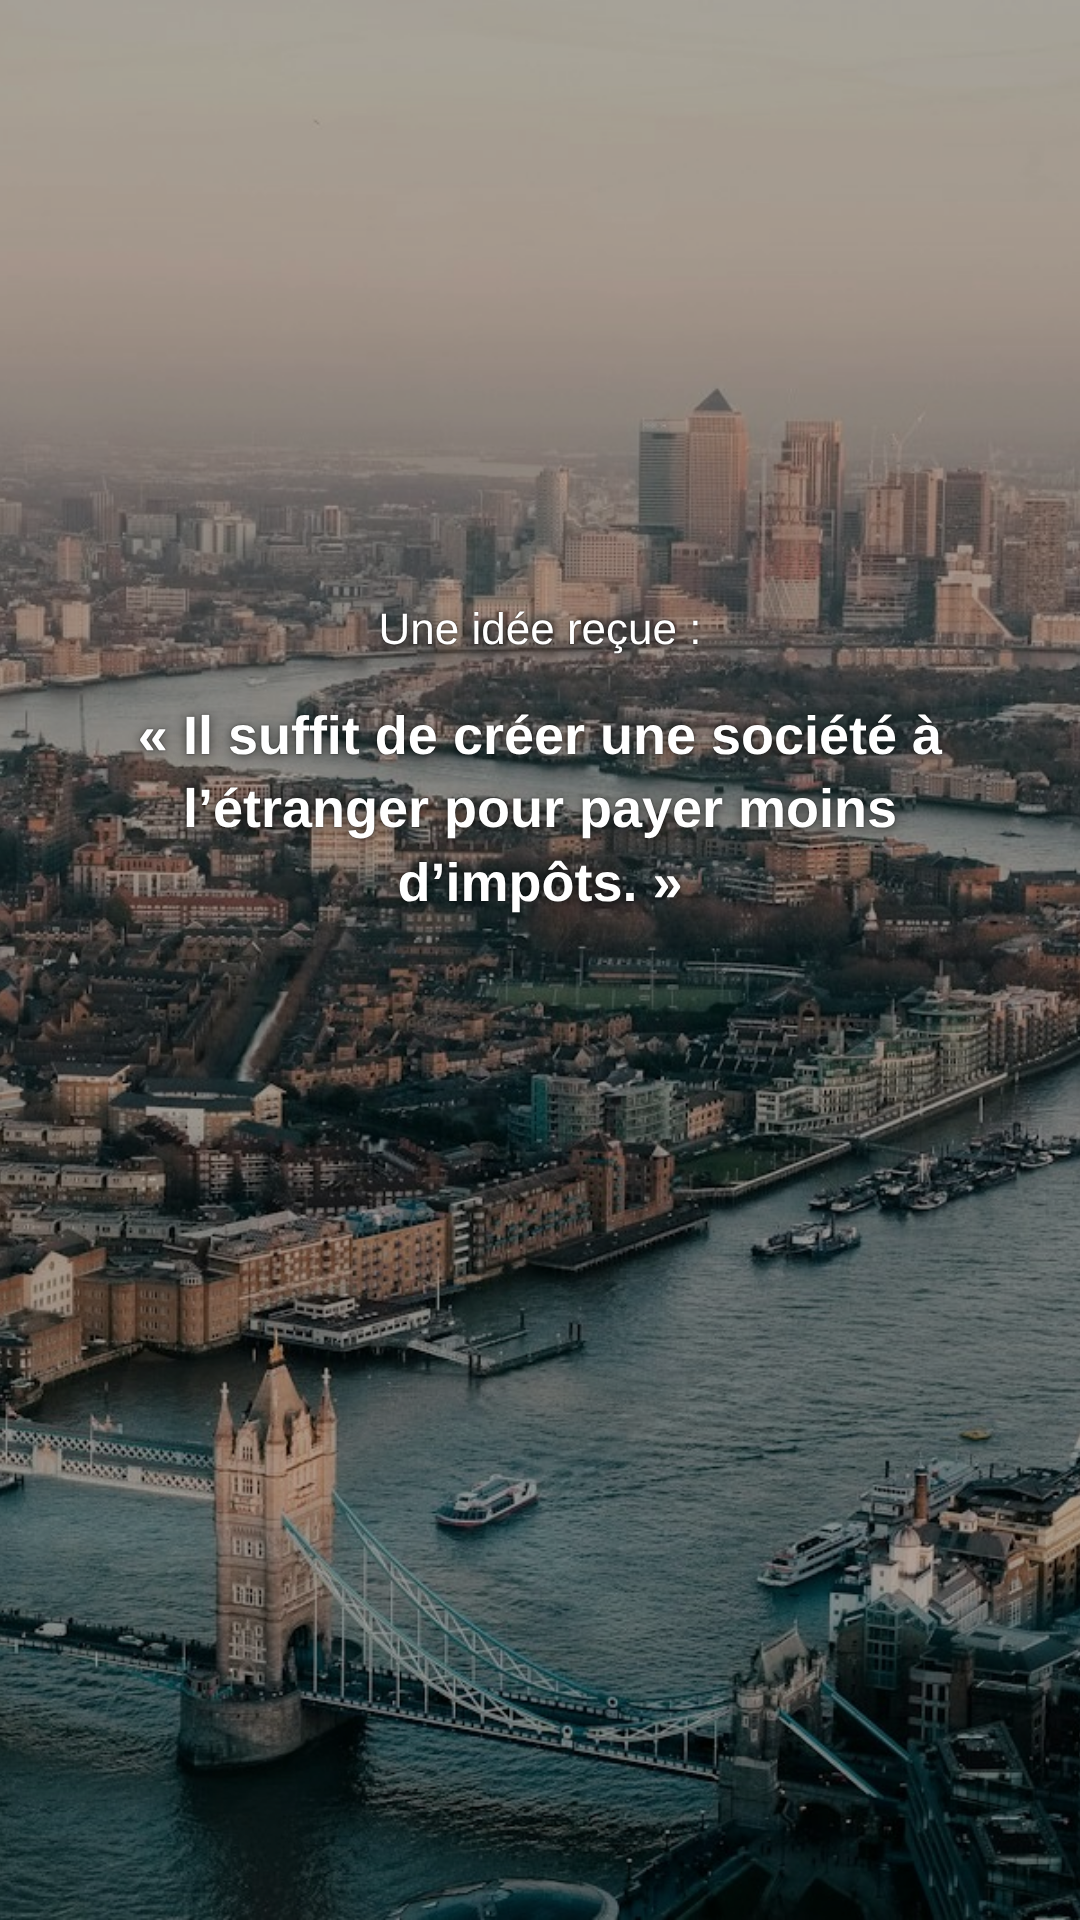 Une idée reçue :
« Il suffit de créer une société à
l’étranger pour payer moins
d’impôts. »